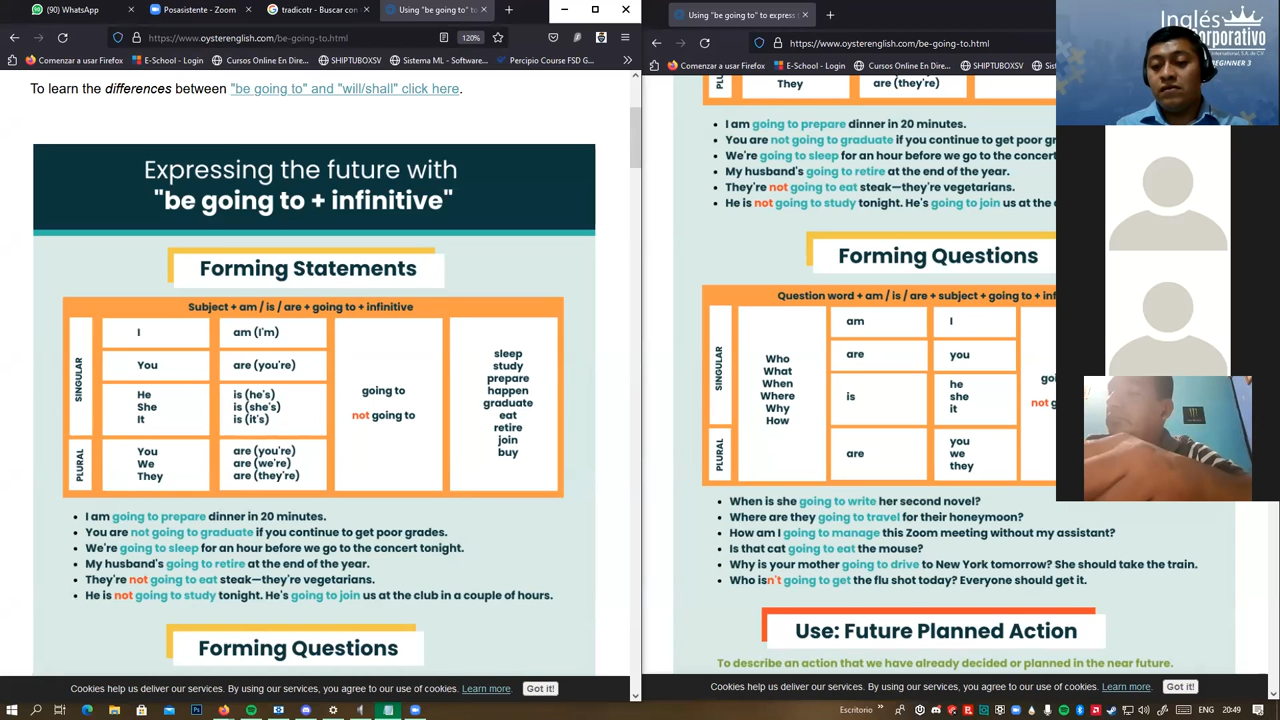 (90) WhatsApp
Posasistente - Zoom
tradicotr - Buscar con
Using "be going to" to
https://www.oysterenglish.com/be-going-to.html
120%
Comenzar a usar Firefox
E-School - Login
Cursos Online En Dire...
SHIPTUBOXSV
Sistema ML - Softwar...
Percipio Course FSD G...
To learn the differences between "be going to" and "will/shall" click here.
Expressing the future with
"be going to + infinitive"
Forming Statements
Subject + am / is / are + going to + infinitive
SINGULAR
I
am (I'm)
You
are (you're)
He
She
It
is (he's)
is (she's)
is (it's)
PLURAL
You
We
They
are (you're)
are (we're)
are (they're)
going to
not going to
sleep
study
prepare
happen
graduate
eat
retire
join
buy
• I am going to prepare dinner in 20 minutes.
• You are not going to graduate if you continue to get poor grades.
• We're going to sleep for an hour before we go to the concert tonight.
• My husband's going to retire at the end of the year.
• They're not going to eat steak—they're vegetarians.
• He is not going to study tonight. He's going to join us at the club in a couple of hours.
Forming Questions
Cookies help us deliver our services. By using our services, you agree to our use of cookies. Learn more. Got it!
Using "be going to" to express
https://www.oysterenglish.com/be-going-to.html
Comenzar a usar Firefox
E-School - Login
Cursos Online En Dire...
SHIPTUBOXSV
They
are (they're)
• I am going to prepare dinner in 20 minutes.
• You are not going to graduate if you continue to get poor gr
• We're going to sleep for an hour before we go to the concert
• My husband's going to retire at the end of the year.
• They're not going to eat steak—they're vegetarians.
• He is not going to study tonight. He's going to join us at the
Forming Questions
Question word + am / is / are + subject + going to + inf
SINGULAR
PLURAL
Who
What
When
Where
Why
How
am
I
are
you
is
he
she
it
are
you
we
they
goi
not g
• When is she going to write her second novel?
• Where are they going to travel for their honeymoon?
• How am I going to manage this Zoom meeting without my assistant?
• Is that cat going to eat the mouse?
• Why is your mother going to drive to New York tomorrow? She should take the train.
• Who isn't going to get the flu shot today? Everyone should get it.
Use: Future Planned Action
To describe an action that we have already decided or planned in the near future.
Cookies help us deliver our services. By using our services, you agree to our use of cookies. Learn more. Got it!
Inglés
Corporativo
BEGINNER 3
Escritorio
ESP
20:49